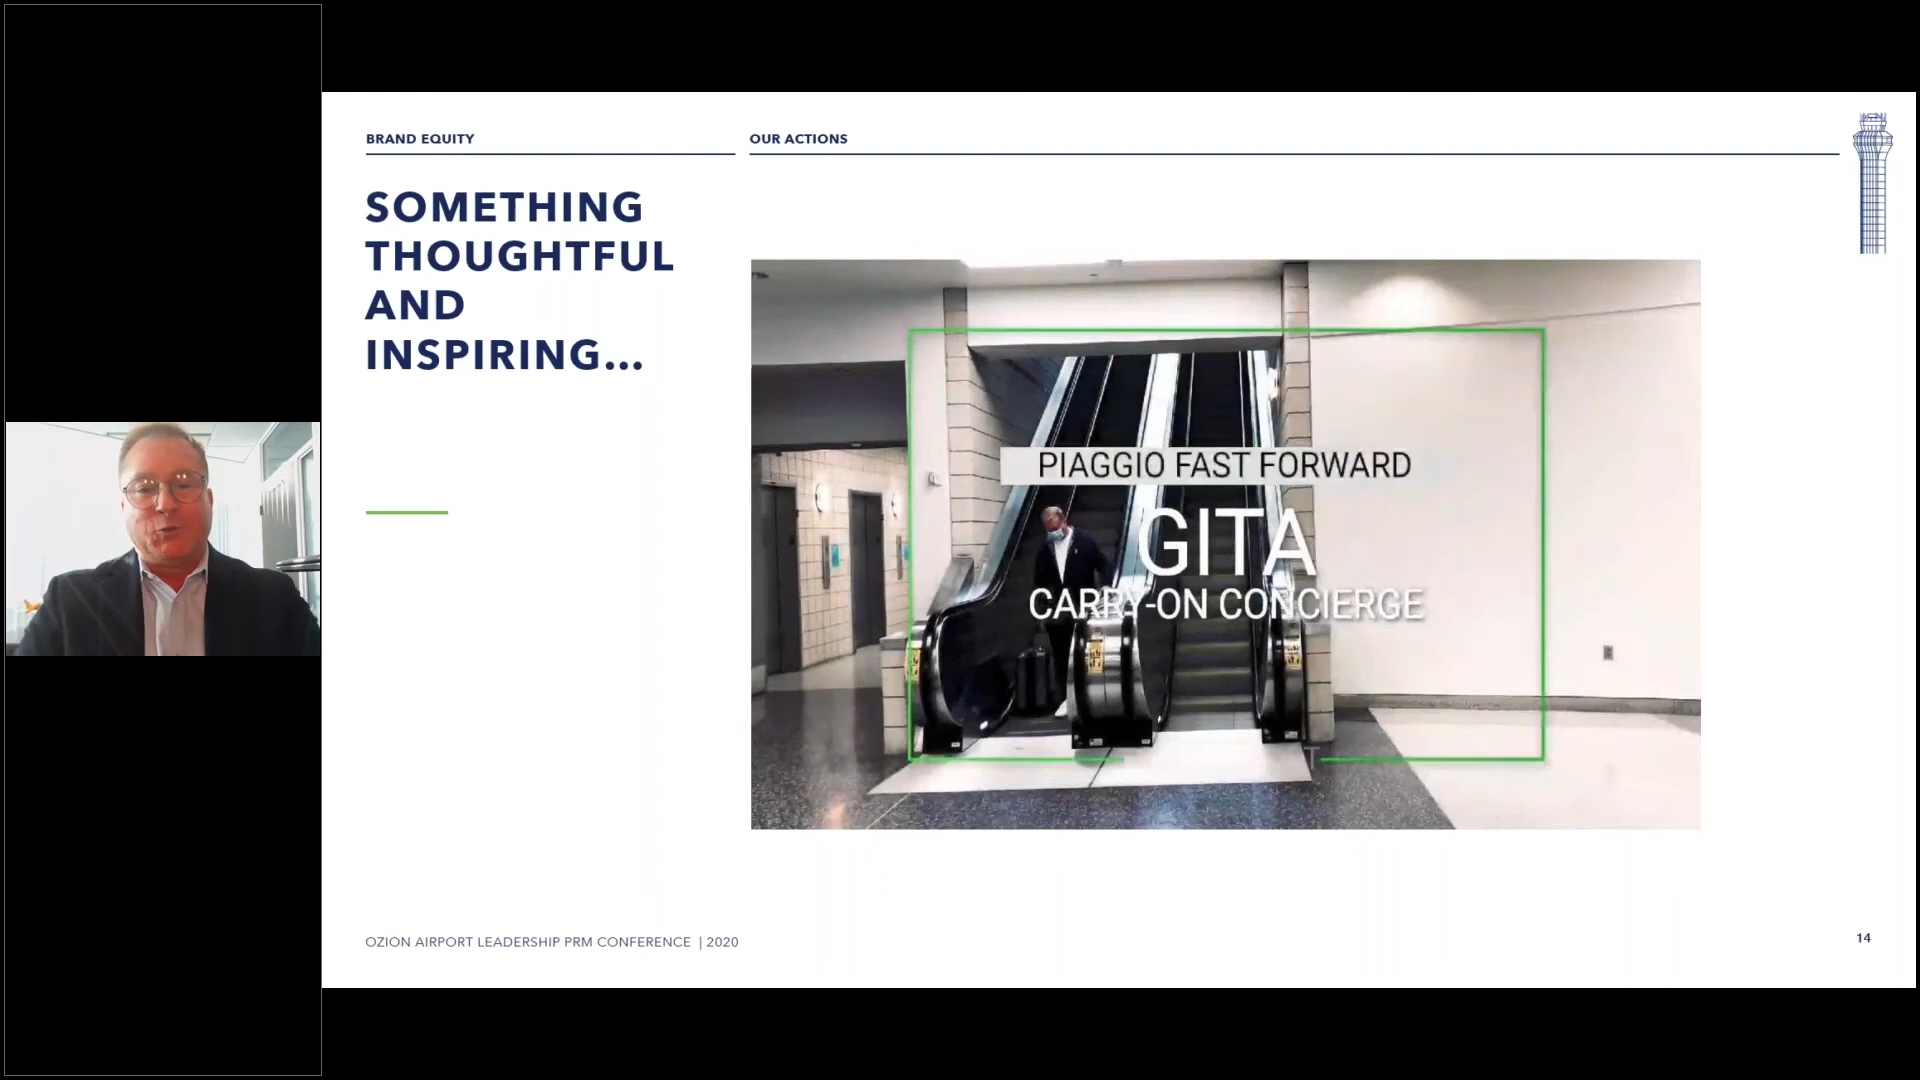 BRAND EQUITY
OUR ACTIONS
SOMETHING
THOUGHTFUL
AND
INSPIRING...
PIAGGIO FAST FORWARD
GITA
CARRY-ON CONCIERGE
T
OZION AIRPORT LEADERSHIP PRM CONFERENCE | 2020
14